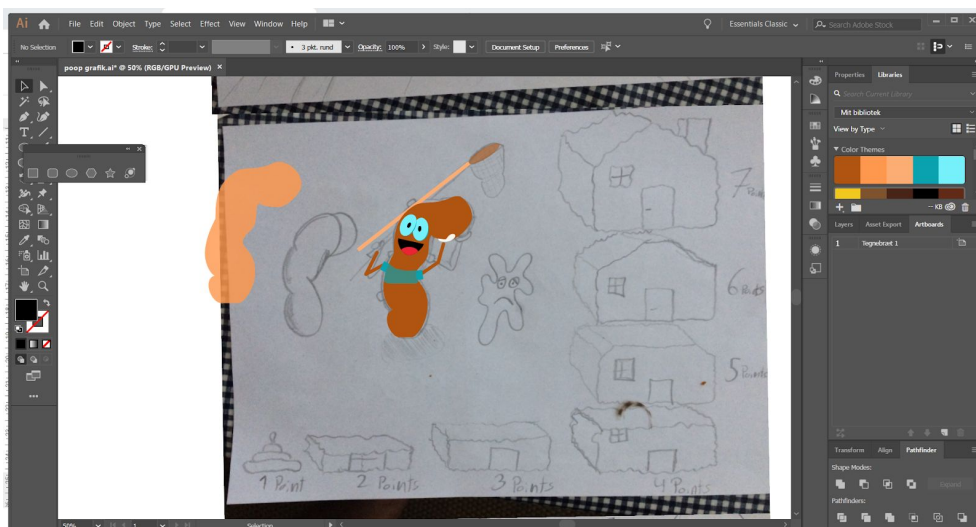 Ai File Edit Object Type Select Effect View Window Help Essentials Classic Search Adobe Stock
No Selection Stroke: 3 pkt. rund Opacity: 100% Style: Document Setup Preferences
poop grafik.ai* @ 50% (RGB/GPU Preview) ×
Properties Libraries
Search Current Library
Mit bibliotek
View by Type
Color Themes
7
Points
-- KB
Layers Asset Export Artboards
1 Tegnebræt 1
6
Points
5 Points
1 Point 2 Points 3 Points 4 Points
Transform Align Pathfinder
Shape Modes:
Expand
Pathfinders:
50% 1 Selection